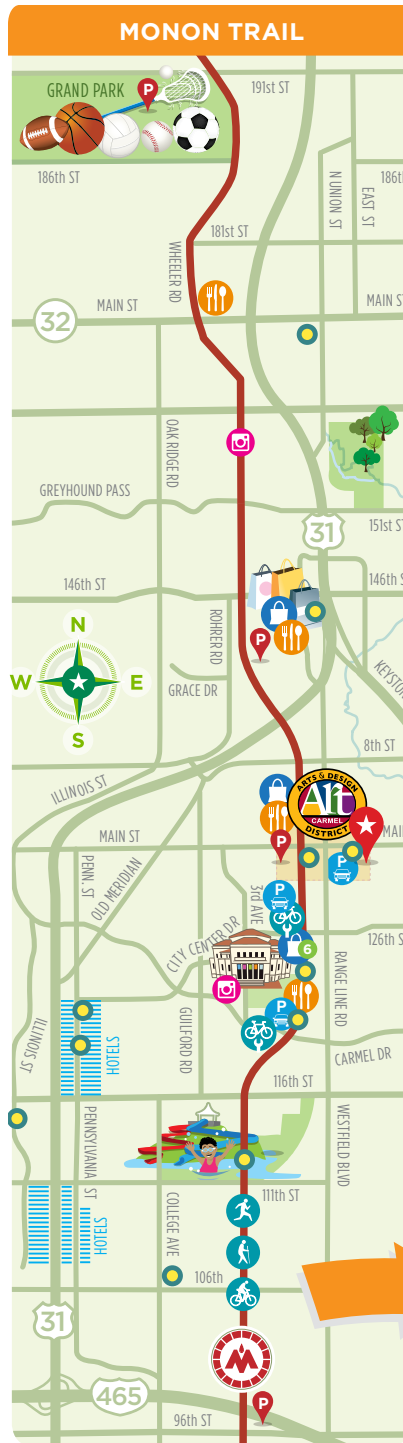 MONON TRAIL
GRAND PARK
P
191st ST
186th ST
N UNION ST
EAST ST
181st ST
WHEELER RD
MAIN ST
32
OAK RIDGE RD
GREYHOUND PASS
31
151st S
146th ST
146th S
ROHRER RD
P
N
W
E
S
GRACE DR
8th ST
ILLINOIS ST
ARTS & DESIGN
Art
CARMEL
DISTRICT
MAIN ST
P
P
PENN. ST
OLD MERIDIAN
P
3rd AVE
126th S
CITY CENTER DR
6
RANGE LINE RD
P
ILLINOIS ST
HOTELS
GUILFORD RD
CARMEL DR
116th ST
PENNSYLVANIA ST
WESTFIELD BLVD
COLLEGE AVE
111th ST
HOTELS
106th
31
M
465
P
96th ST